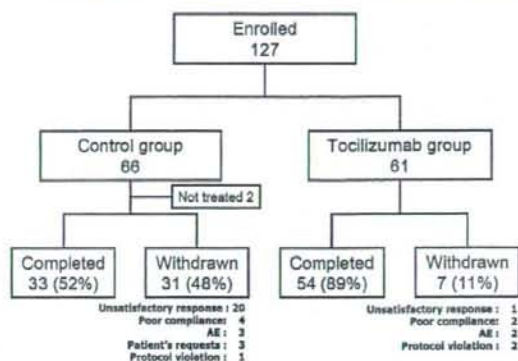 Enrolled
127
Control group
66
Tocilizumab group
61
Not treated 2
Completed
33 (52%)
Withdrawn
31 (48%)
Completed
54 (89%)
Withdrawn
7 (11%)
Unsatisfactory response : 20
Poor compliance: 4
AE : 3
Patient's requests : 3
Protocol violation : 1
Unsatisfactory response : 1
Poor compliance: 2
AE : 2
Protocol violation : 2